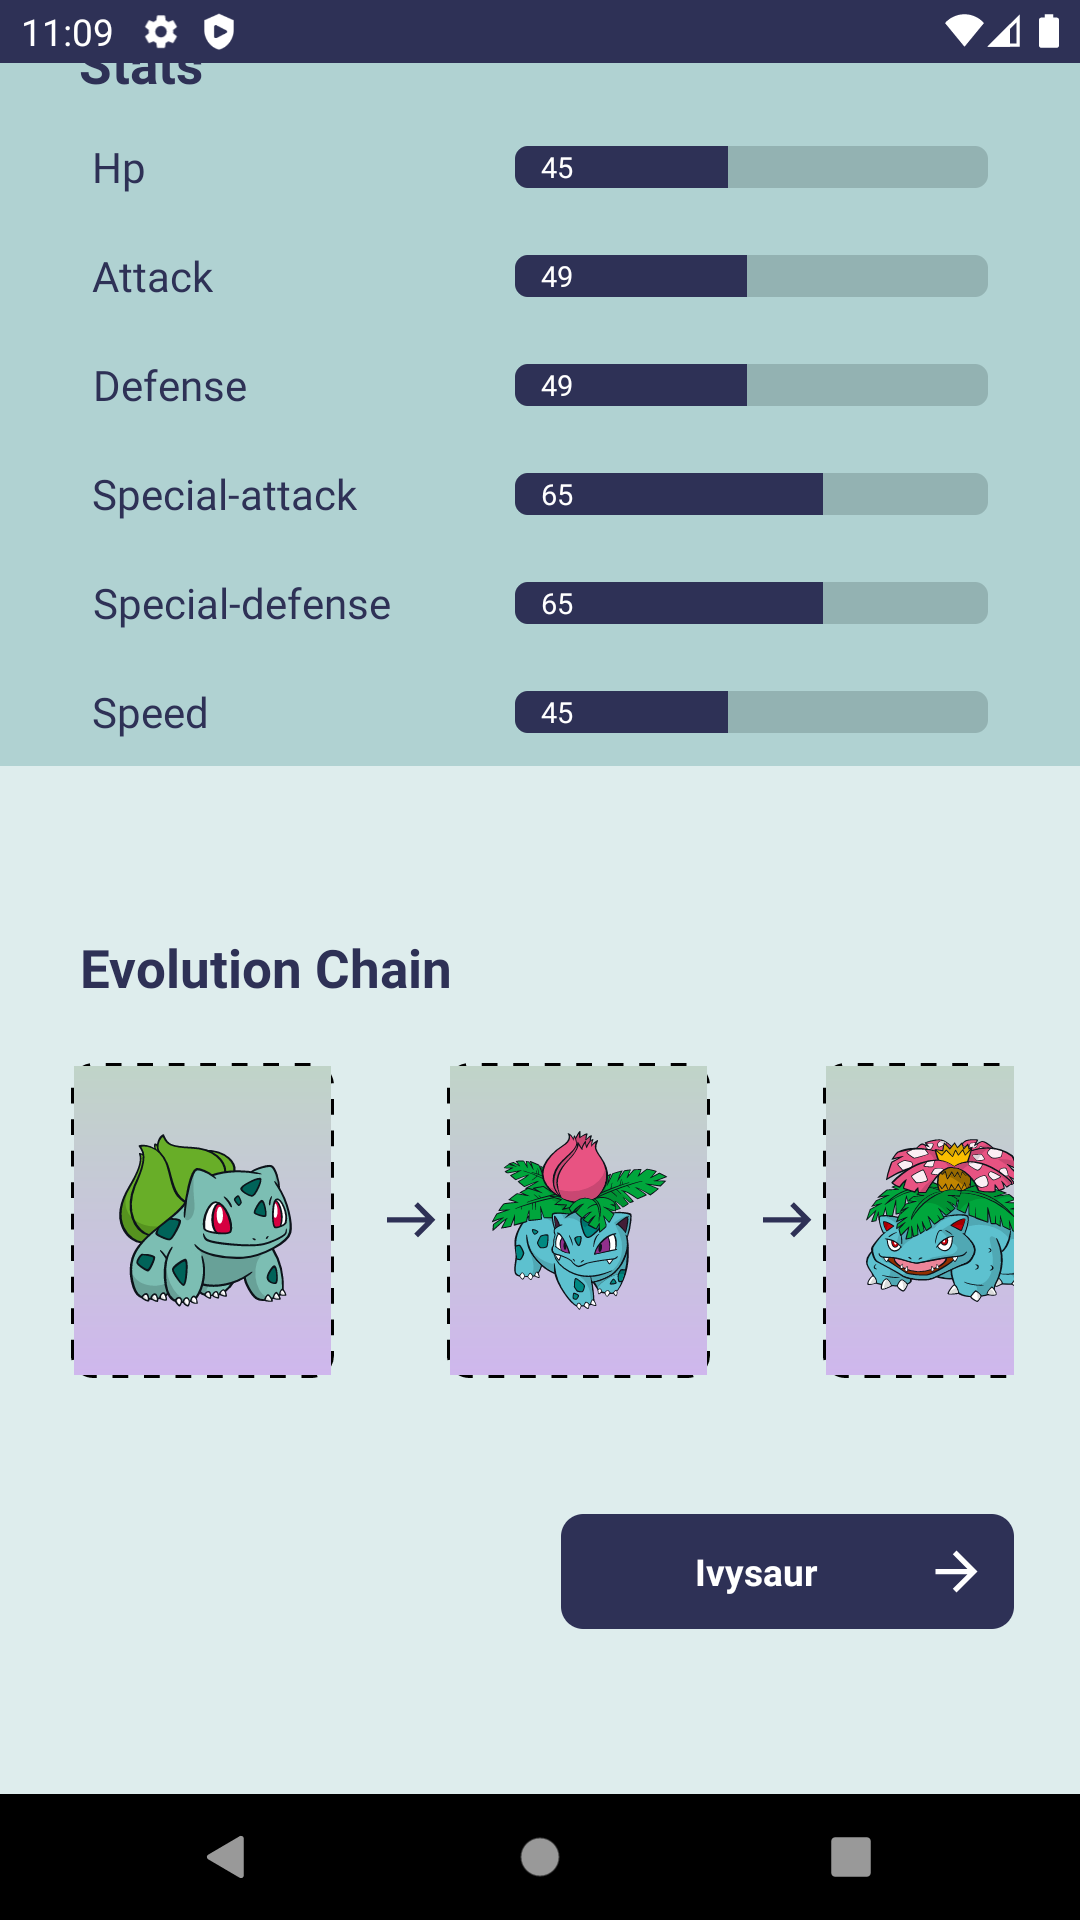 11:09
Stats
Hp 45
Attack 49
Defense 49
Special-attack 65
Special-defense 65
Speed 45
Evolution Chain
Ivysaur